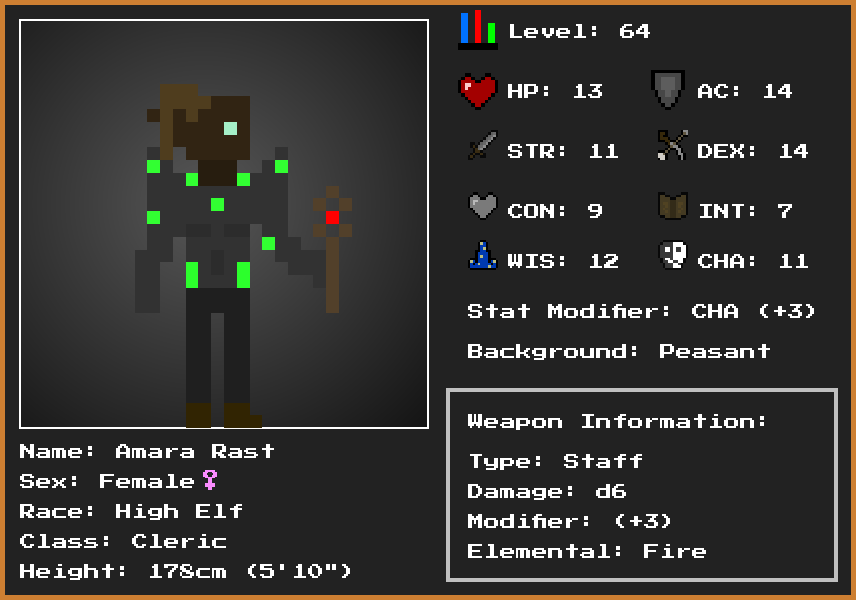 Level: 64
HP: 13 AC: 14
STR: 11 DEX: 14
CON: 9 INT: 7
WIS: 12 CHA: 11
Stat Modifier: CHA (+3)
Background: Peasant
Weapon Information:
Type: Staff
Damage: d6
Modifier: (+3)
Elemental: Fire
Name: Amara Rast
Sex: Female♀
Race: High Elf
Class: Cleric
Height: 178cm (5'10")